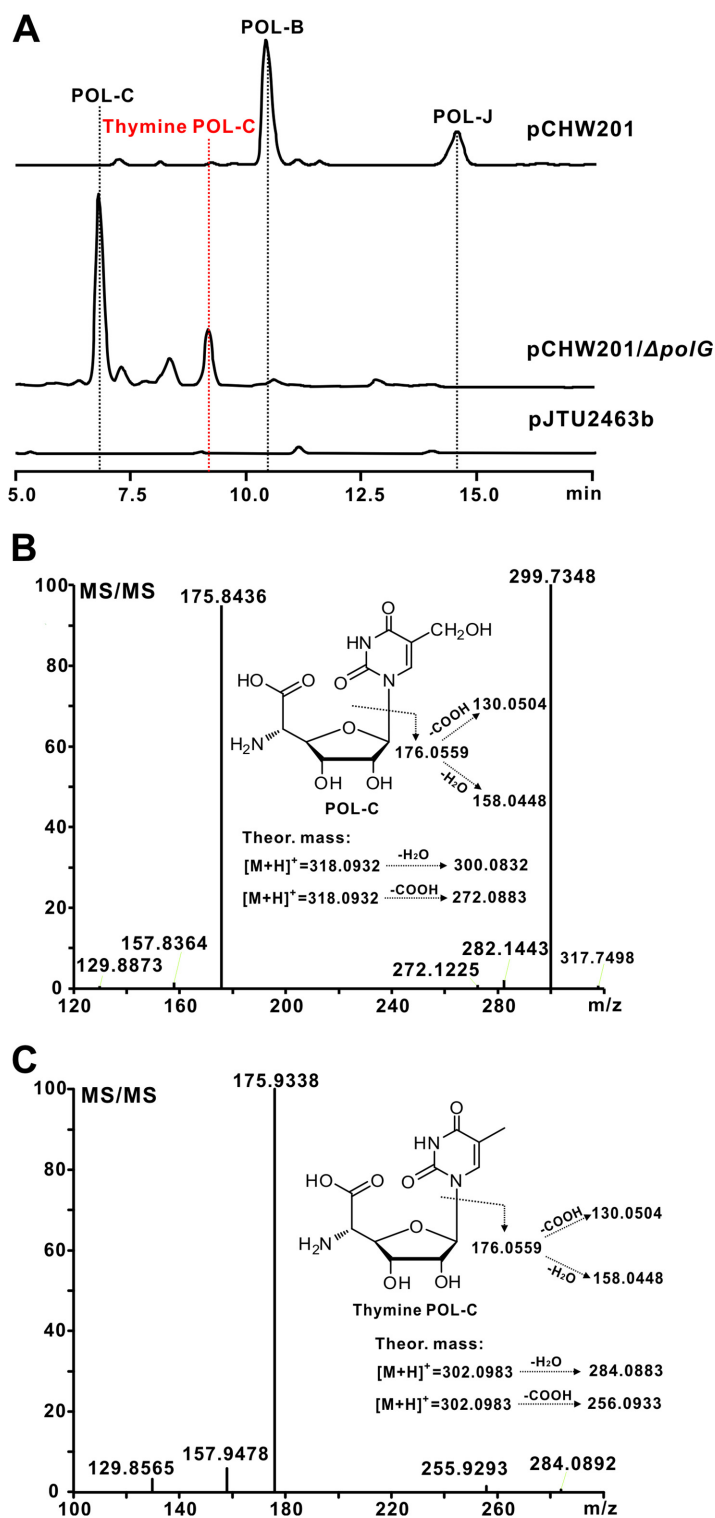 A
POL-B
POL-C
Thymine POL-C
POL-J
pCHW201
pCHW201/ΔpolG
pJTU2463b
5.0 7.5 10.0 12.5 15.0 min
B
MS/MS
100
80
60
40
20
0
175.8436
299.7348
O
CH₂OH
HN
O
N
HO
O
O
H₂N
OH
OH
POL-C
176.0559
-COOH
130.0504
-H₂O
158.0448
Theor. mass:
[M+H]⁺=318.0932 -H₂O 300.0832
[M+H]⁺=318.0932 -COOH 272.0883
157.8364
129.8873
272.1225
282.1443
317.7498
120 160 200 240 280 m/z
C
MS/MS
100
80
60
40
20
0
175.9338
O
HN
O
N
HO
O
O
H₂N
OH
OH
Thymine POL-C
176.0559
-COOH
130.0504
-H₂O
158.0448
Theor. mass:
[M+H]⁺=302.0983 -H₂O 284.0883
[M+H]⁺=302.0983 -COOH 256.0933
129.8565
157.9478
255.9293
284.0892
100 140 180 220 260 m/z